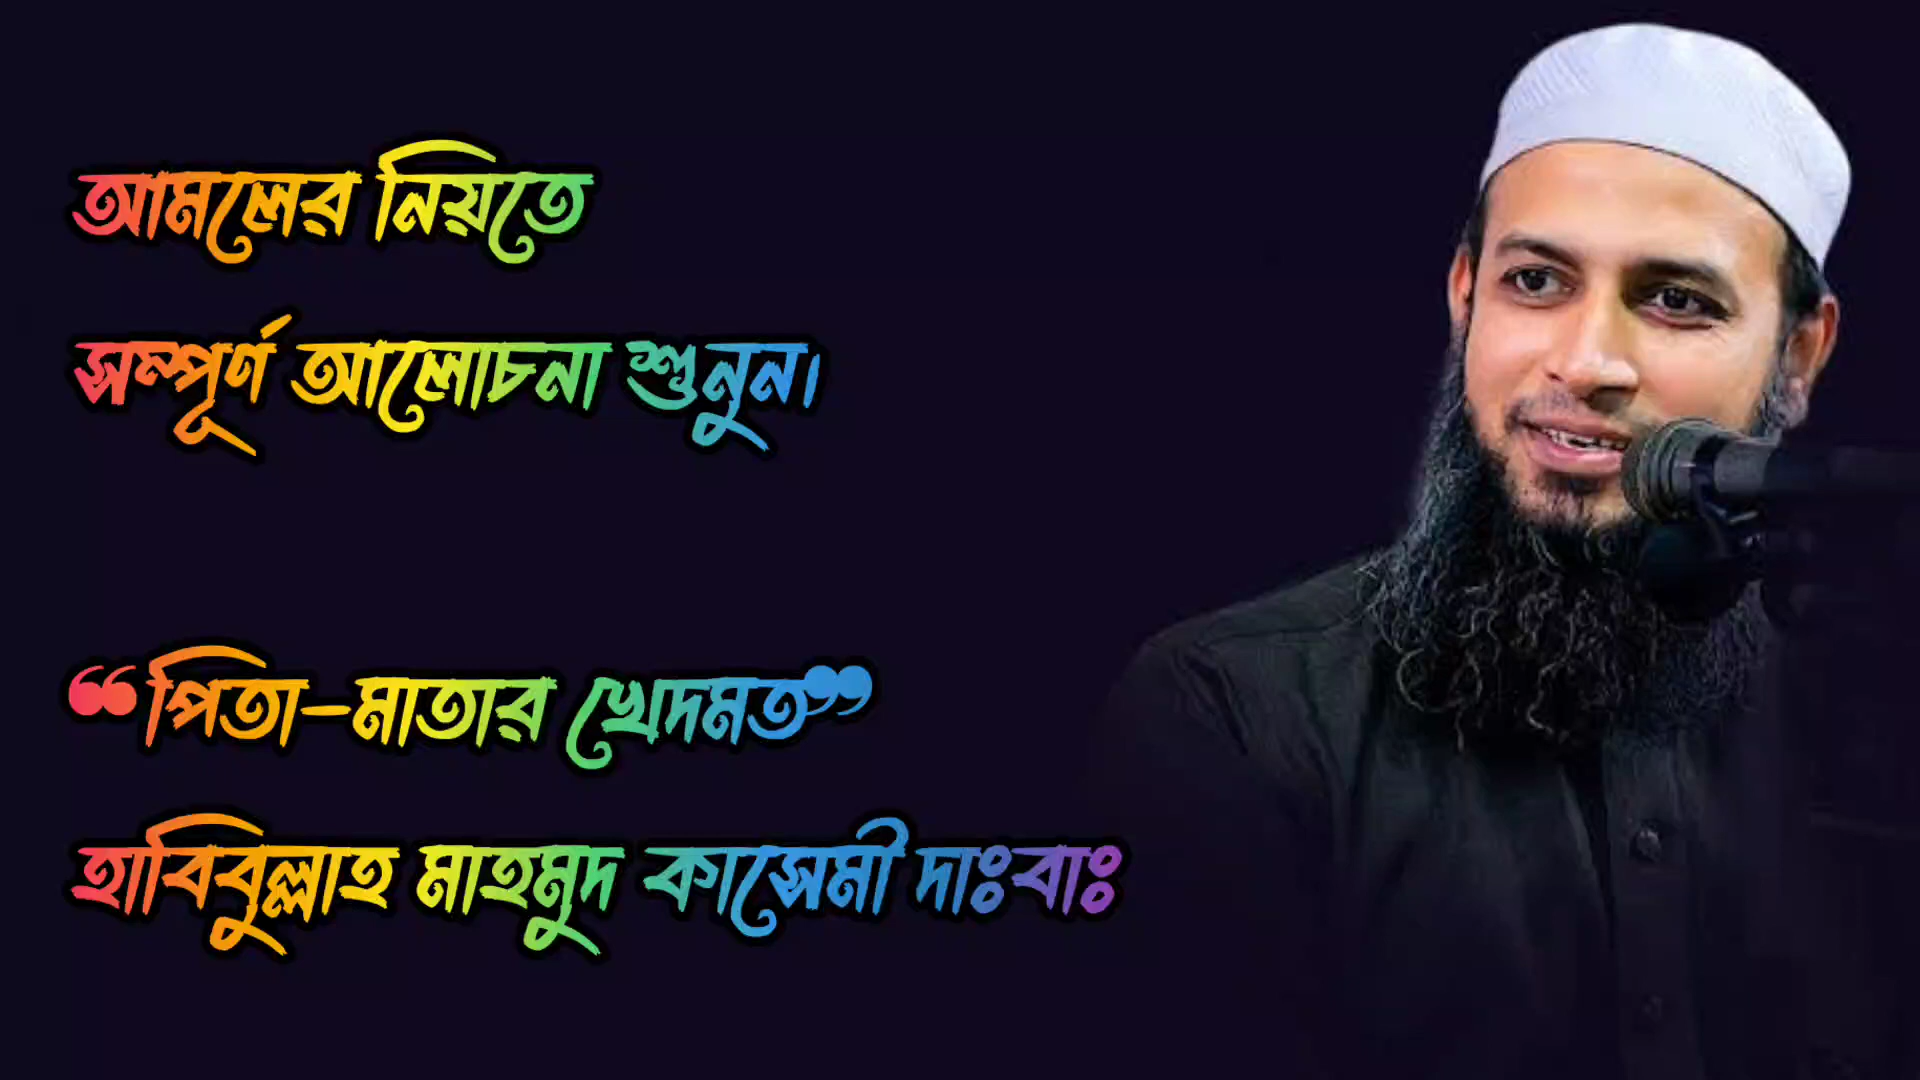 আমলের নিয়তে
সম্পূর্ণ আলোচনা শুনুন।
“পিতা-মাতার খেদমত”
হাবিবুল্লাহ মাহমুদ কাসেমী দাঃবাঃ